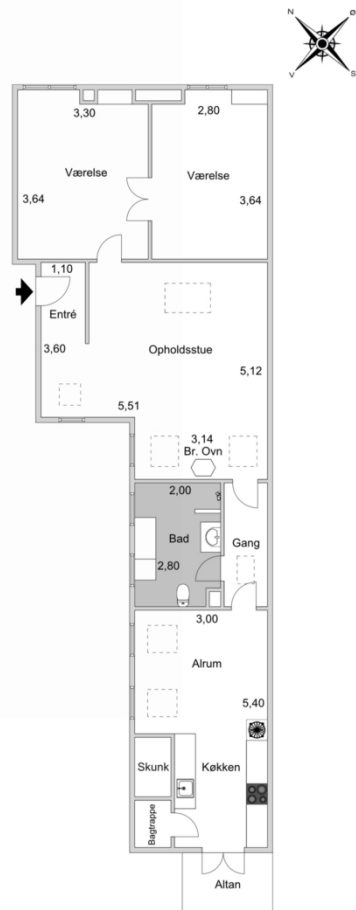 N
Ø
V
S
3,30
2,80
Værelse
Værelse
3,64
3,64
1,10
Entré
Opholdsstue
3,60
5,12
5,51
3,14
Br. Ovn
2,00
Bad
Gang
2,80
3,00
Alrum
5,40
Skunk
Køkken
Bagtrappe
Altan